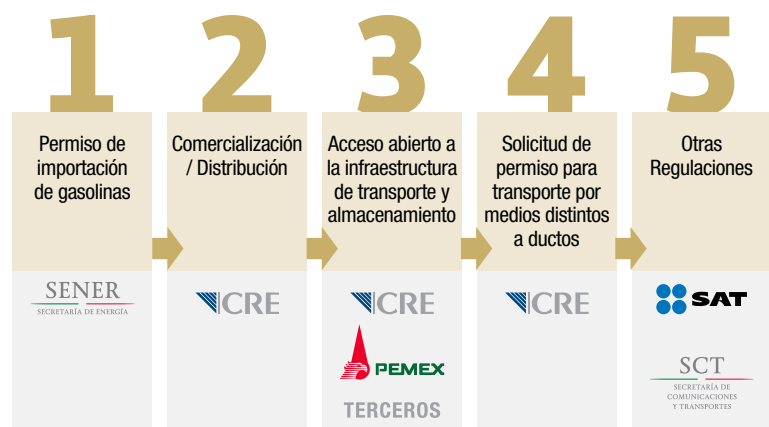 1
Permiso de
importación
de gasolinas
SENER
SECRETARÍA DE ENERGÍA
2
Comercialización
/ Distribución
CRE
3
Acceso abierto a
la infraestructura
de transporte y
almacenamiento
CRE
PEMEX
TERCEROS
4
Solicitud de
permiso para
transporte por
medios distintos
a ductos
CRE
5
Otras
Regulaciones
SAT
SCT
SECRETARÍA DE
COMUNICACIONES
Y TRANSPORTES